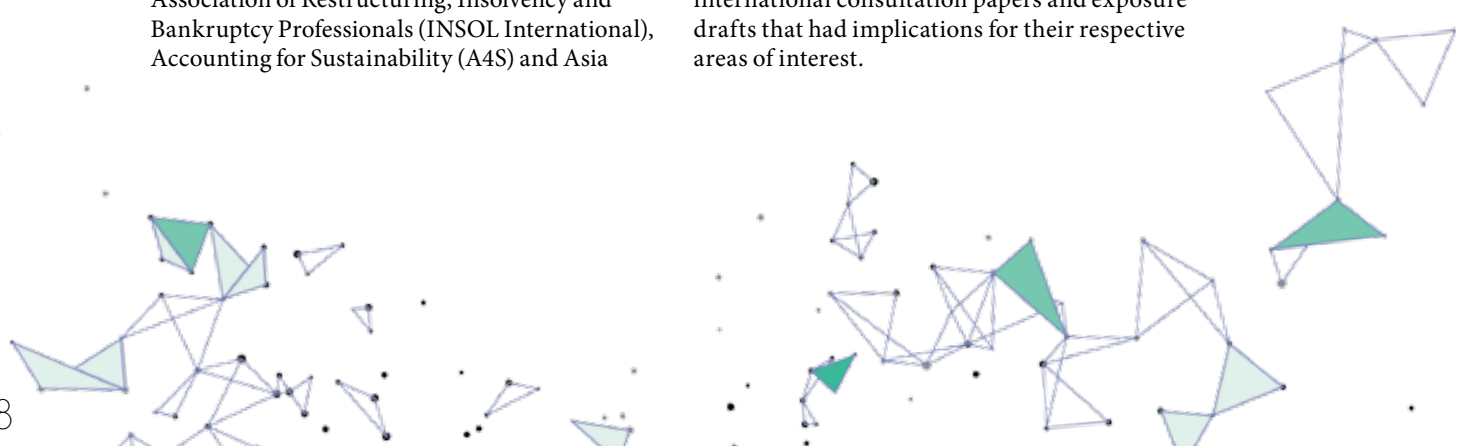 Association of Restructuring, Insolvency and
Bankruptcy Professionals (INSOL International),
Accounting for Sustainability (A4S) and Asia
international consultation papers and exposure
drafts that had implications for their respective
areas of interest.
8